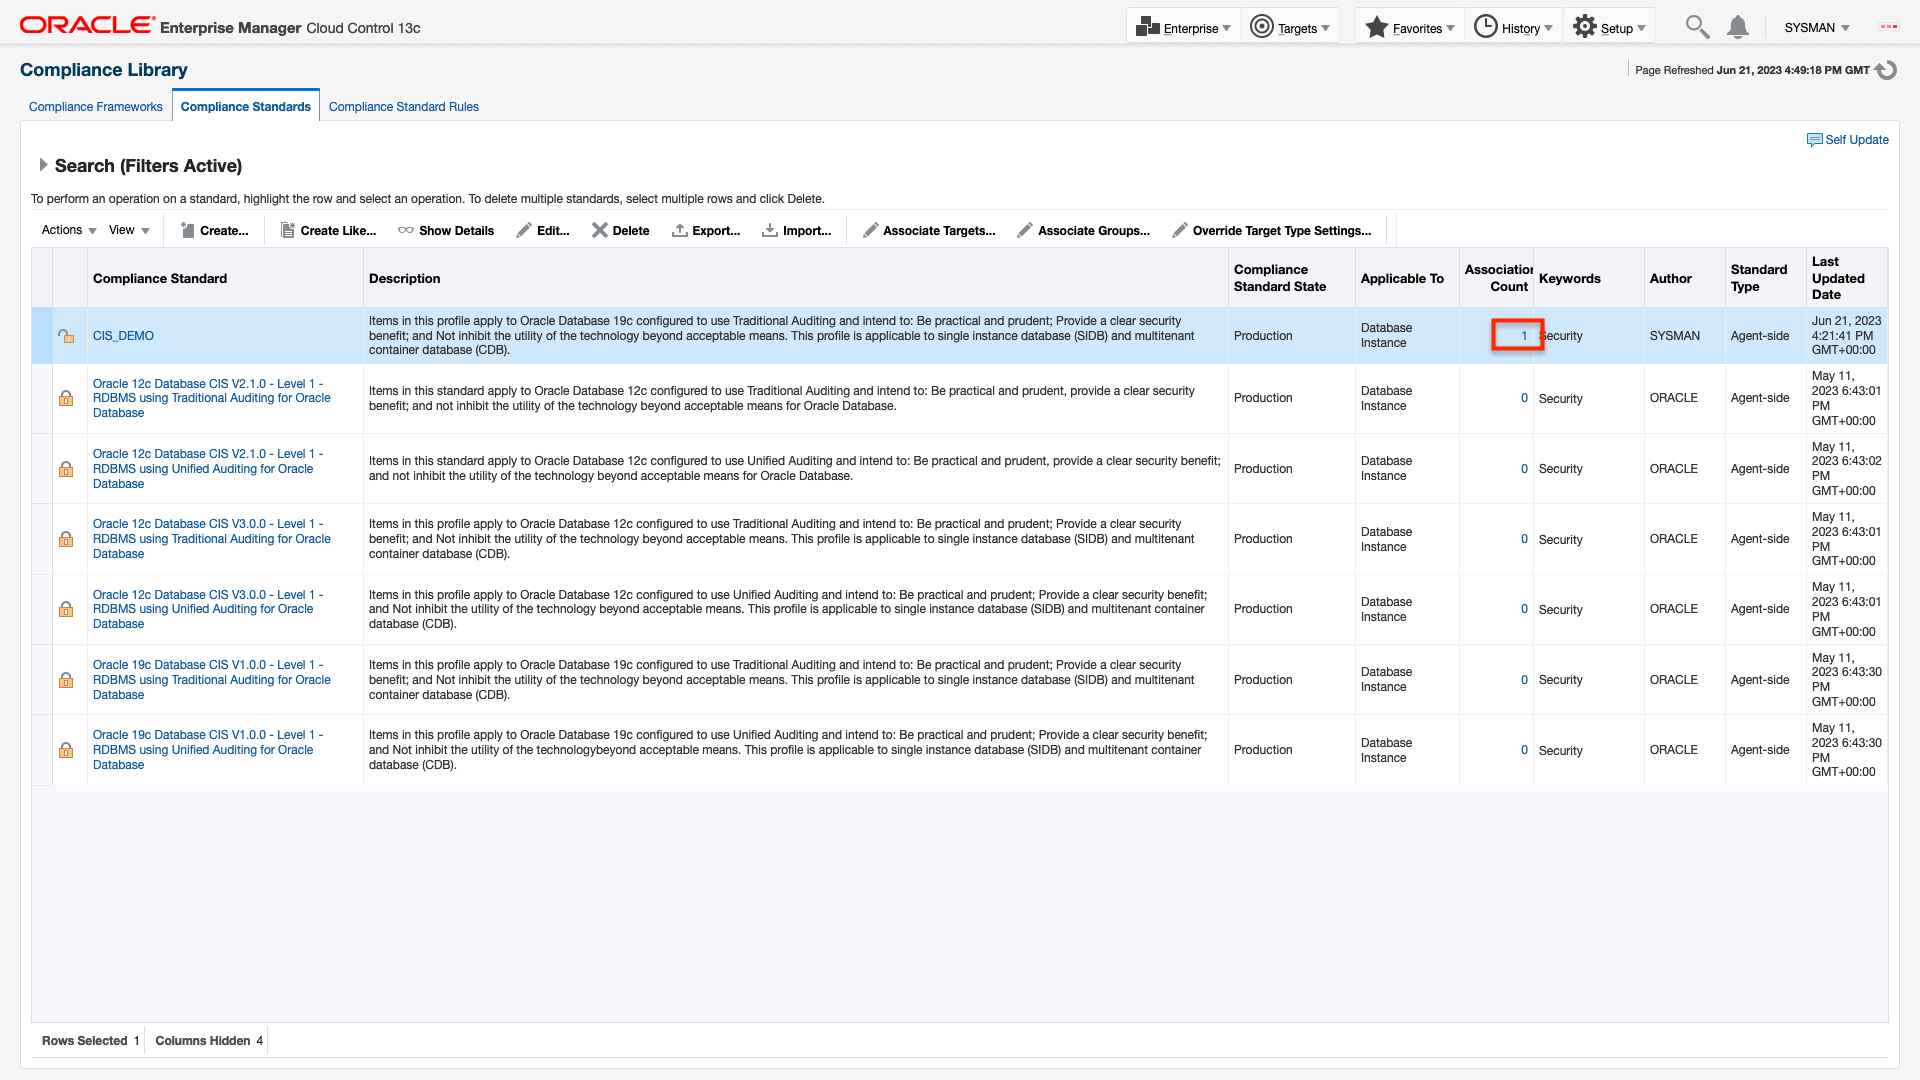 ORACLE Enterprise Manager Cloud Control 13c
Enterprise Targets Favorites History Setup SYSMAN
Compliance Library
Page Refreshed Jun 21, 2023 4:49:18 PM GMT
Compliance Frameworks Compliance Standards Compliance Standard Rules
Self Update
Search (Filters Active)
To perform an operation on a standard, highlight the row and select an operation. To delete multiple standards, select multiple rows and click Delete.
Actions View Create... Create Like... Show Details Edit... Delete Export... Import... Associate Targets... Associate Groups... Override Target Type Settings...
Compliance Standard
Description
Compliance
Standard State
Applicable To
Association
Count
Keywords
Author
Standard
Type
Last
Updated
Date
CIS_DEMO
Items in this profile apply to Oracle Database 19c configured to use Traditional Auditing and intend to: Be practical and prudent; Provide a clear security
benefit; and Not inhibit the utility of the technology beyond acceptable means. This profile is applicable to single instance database (SIDB) and multitenant
container database (CDB).
Production
Database
Instance
1
Security
SYSMAN
Agent-side
Jun 21, 2023
4:21:41 PM
GMT+00:00
Oracle 12c Database CIS V2.1.0 - Level 1 -
RDBMS using Traditional Auditing for Oracle
Database
Items in this standard apply to Oracle Database 12c configured to use Traditional Auditing and intend to: Be practical and prudent, provide a clear security
benefit; and not inhibit the utility of the technology beyond acceptable means for Oracle Database.
Production
Database
Instance
0
Security
ORACLE
Agent-side
May 11,
2023 6:43:01
PM
GMT+00:00
Oracle 12c Database CIS V2.1.0 - Level 1 -
RDBMS using Unified Auditing for Oracle
Database
Items in this standard apply to Oracle Database 12c configured to use Unified Auditing and intend to: Be practical and prudent, provide a clear security benefit;
and not inhibit the utility of the technology beyond acceptable means for Oracle Database.
Production
Database
Instance
0
Security
ORACLE
Agent-side
May 11,
2023 6:43:02
PM
GMT+00:00
Oracle 12c Database CIS V3.0.0 - Level 1 -
RDBMS using Traditional Auditing for Oracle
Database
Items in this profile apply to Oracle Database 12c configured to use Traditional Auditing and intend to: Be practical and prudent; Provide a clear security
benefit; and Not inhibit the utility of the technology beyond acceptable means. This profile is applicable to single instance database (SIDB) and multitenant
container database (CDB).
Production
Database
Instance
0
Security
ORACLE
Agent-side
May 11,
2023 6:43:01
PM
GMT+00:00
Oracle 12c Database CIS V3.0.0 - Level 1 -
RDBMS using Unified Auditing for Oracle
Database
Items in this profile apply to Oracle Database 12c configured to use Unified Auditing and intend to: Be practical and prudent; Provide a clear security benefit;
and Not inhibit the utility of the technology beyond acceptable means. This profile is applicable to single instance database (SIDB) and multitenant container
database (CDB).
Production
Database
Instance
0
Security
ORACLE
Agent-side
May 11,
2023 6:43:01
PM
GMT+00:00
Oracle 19c Database CIS V1.0.0 - Level 1 -
RDBMS using Traditional Auditing for Oracle
Database
Items in this profile apply to Oracle Database 19c configured to use Traditional Auditing and intend to: Be practical and prudent; Provide a clear security
benefit; and Not inhibit the utility of the technology beyond acceptable means. This profile is applicable to single instance database (SIDB) and multitenant
container database (CDB).
Production
Database
Instance
0
Security
ORACLE
Agent-side
May 11,
2023 6:43:30
PM
GMT+00:00
Oracle 19c Database CIS V1.0.0 - Level 1 -
RDBMS using Unified Auditing for Oracle
Database
Items in this profile apply to Oracle Database 19c configured to use Unified Auditing and intend to: Be practical and prudent; Provide a clear security benefit;
and Not inhibit the utility of the technologybeyond acceptable means. This profile is applicable to single instance database (SIDB) and multitenant container
database (CDB).
Production
Database
Instance
0
Security
ORACLE
Agent-side
May 11,
2023 6:43:30
PM
GMT+00:00
Rows Selected 1 Columns Hidden 4